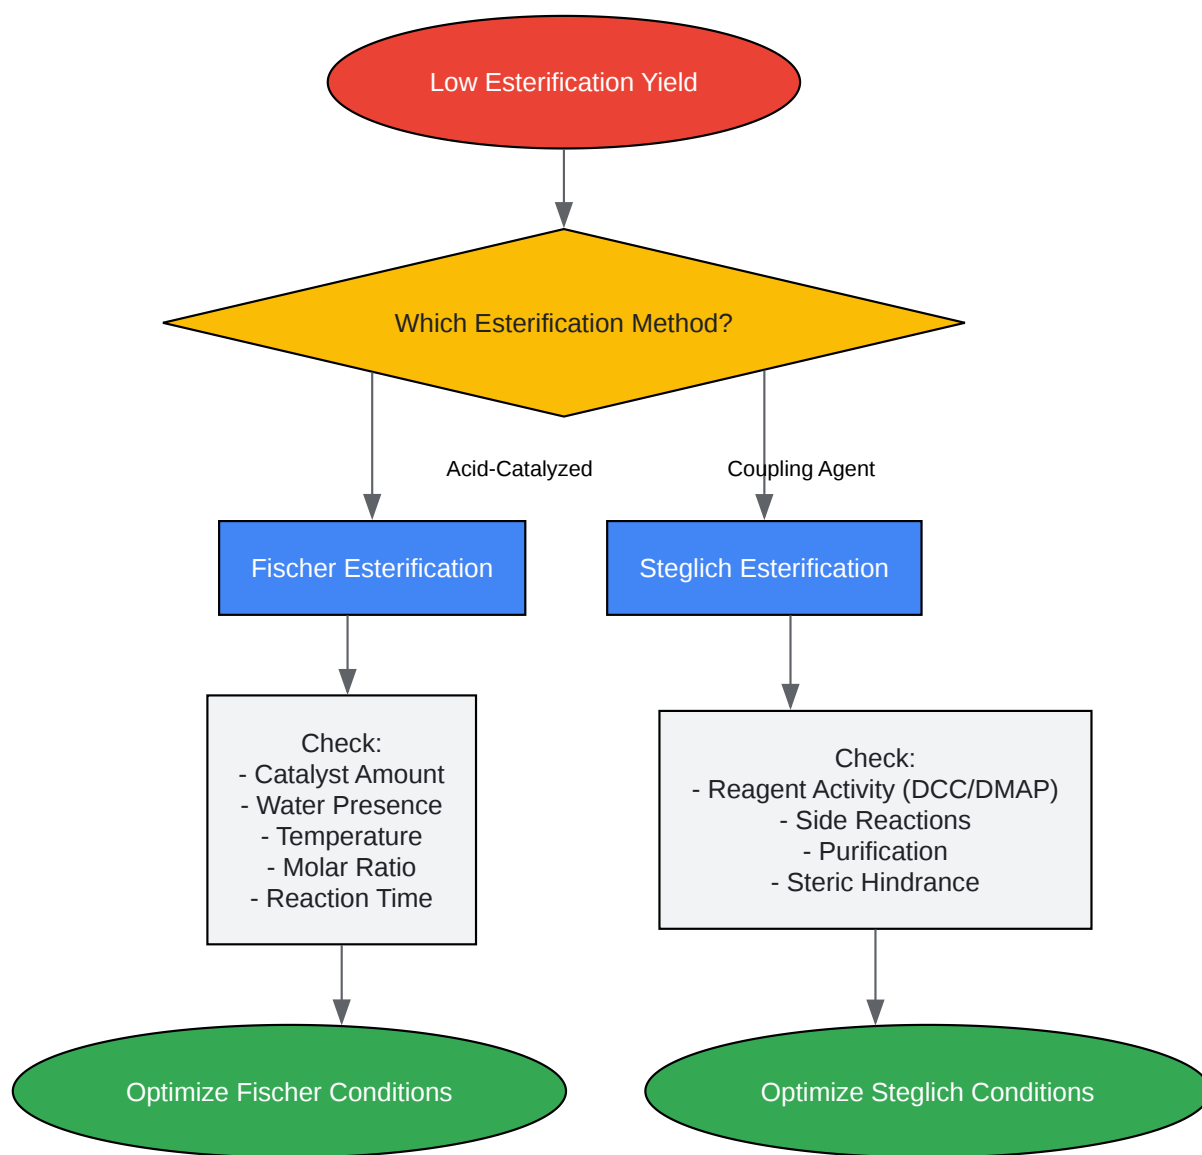 Low Esterification Yield
Which Esterification Method?
Acid-Catalyzed
Coupling Agent
Fischer Esterification
Steglich Esterification
Check:
- Catalyst Amount
- Water Presence
- Temperature
- Molar Ratio
- Reaction Time
Check:
- Reagent Activity (DCC/DMAP)
- Side Reactions
- Purification
- Steric Hindrance
Optimize Fischer Conditions
Optimize Steglich Conditions